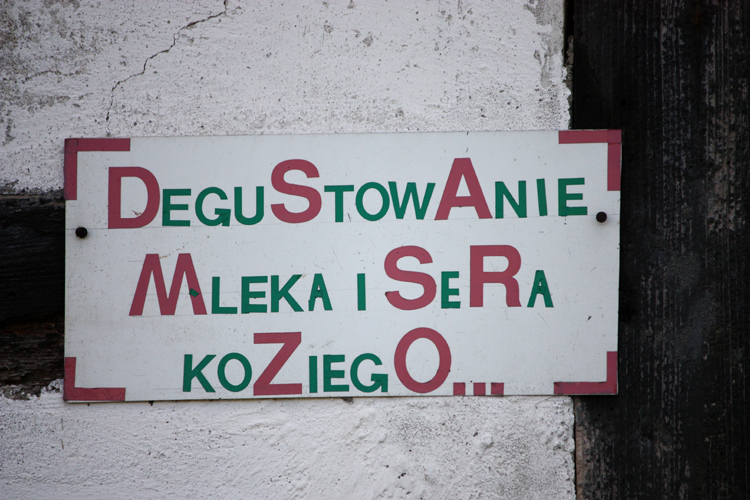 DeguStowAnie
Mleka i SeRa
koZiegO...